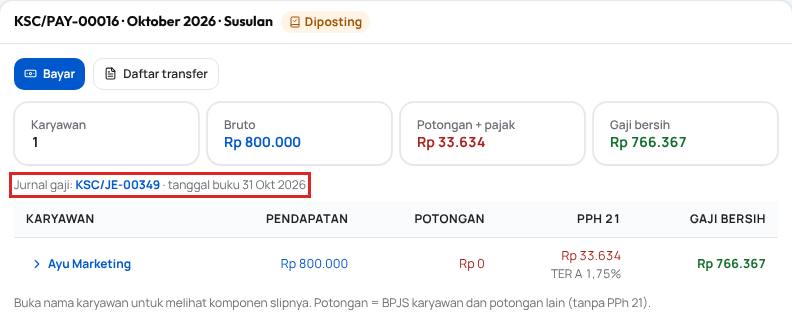 KSC/PAY-00016 · Oktober 2026 · Susulan Diposting
Bayar Daftar transfer
Karyawan Bruto Potongan + pajak Gaji bersih
1 Rp 800.000 Rp 33.634 Rp 766.367
Jurnal gaji: KSC/JE-00349 · tanggal buku 31 Okt 2026
KARYAWAN PENDAPATAN POTONGAN PPH 21 GAJI BERSIH
Ayu Marketing Rp 800.000 Rp 0 Rp 33.634 Rp 766.367
TER A 1,75%
Buka nama karyawan untuk melihat komponen slipnya. Potongan = BPJS karyawan dan potongan lain (tanpa PPh 21).